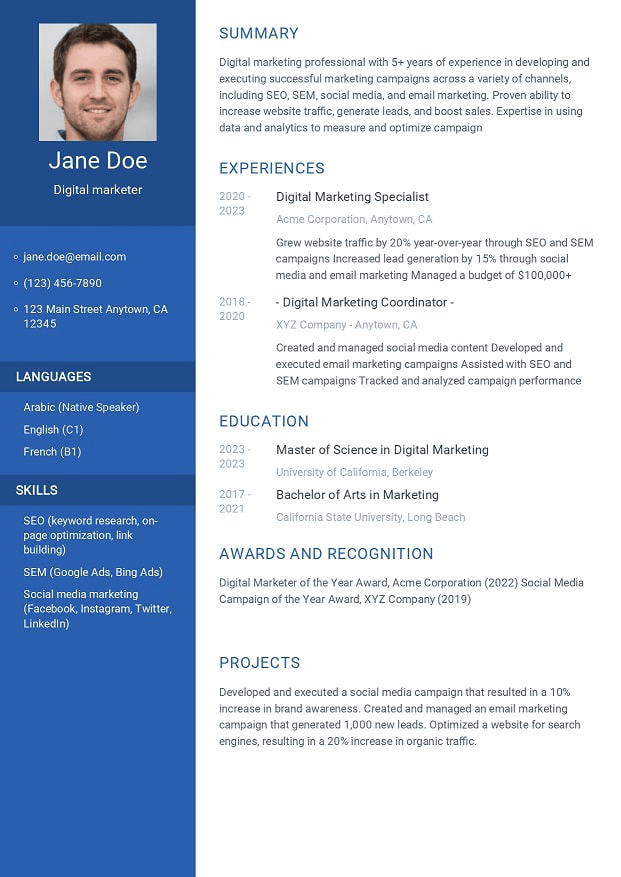 Jane Doe
Digital marketer
◦ jane.doe@email.com
◦ (123) 456-7890
◦ 123 Main Street Anytown, CA
12345
LANGUAGES
Arabic (Native Speaker)
English (C1)
French (B1)
SKILLS
SEO (keyword research, on-
page optimization, link
building)
SEM (Google Ads, Bing Ads)
Social media marketing
(Facebook, Instagram, Twitter,
LinkedIn)
SUMMARY
Digital marketing professional with 5+ years of experience in developing and
executing successful marketing campaigns across a variety of channels,
including SEO, SEM, social media, and email marketing. Proven ability to
increase website traffic, generate leads, and boost sales. Expertise in using
data and analytics to measure and optimize campaign
EXPERIENCES
2020 -
2023
Digital Marketing Specialist
Acme Corporation, Anytown, CA
Grew website traffic by 20% year-over-year through SEO and SEM
campaigns Increased lead generation by 15% through social
media and email marketing Managed a budget of $100,000+
2018 -
2020
- Digital Marketing Coordinator -
XYZ Company - Anytown, CA
Created and managed social media content Developed and
executed email marketing campaigns Assisted with SEO and
SEM campaigns Tracked and analyzed campaign performance
EDUCATION
2023 -
2023
Master of Science in Digital Marketing
University of California, Berkeley
2017 -
2021
Bachelor of Arts in Marketing
California State University, Long Beach
AWARDS AND RECOGNITION
Digital Marketer of the Year Award, Acme Corporation (2022) Social Media
Campaign of the Year Award, XYZ Company (2019)
PROJECTS
Developed and executed a social media campaign that resulted in a 10%
increase in brand awareness. Created and managed an email marketing
campaign that generated 1,000 new leads. Optimized a website for search
engines, resulting in a 20% increase in organic traffic.